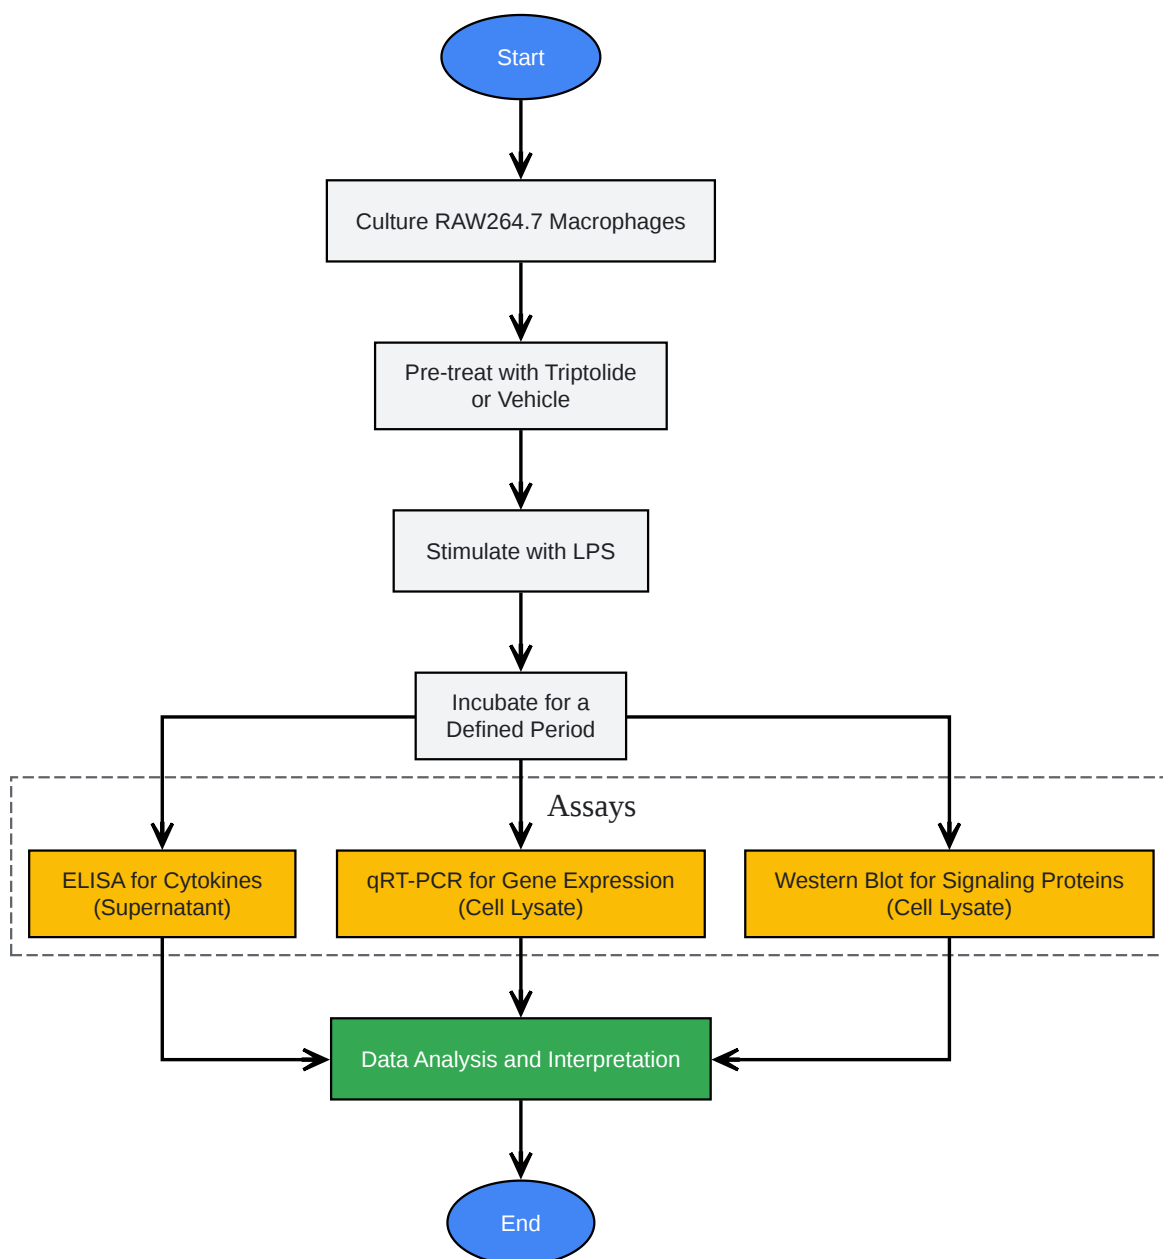 Start
Culture RAW264.7 Macrophages
Pre-treat with Triptolide
or Vehicle
Stimulate with LPS
Incubate for a
Defined Period
Assays
ELISA for Cytokines
(Supernatant)
qRT-PCR for Gene Expression
(Cell Lysate)
Western Blot for Signaling Proteins
(Cell Lysate)
Data Analysis and Interpretation
End